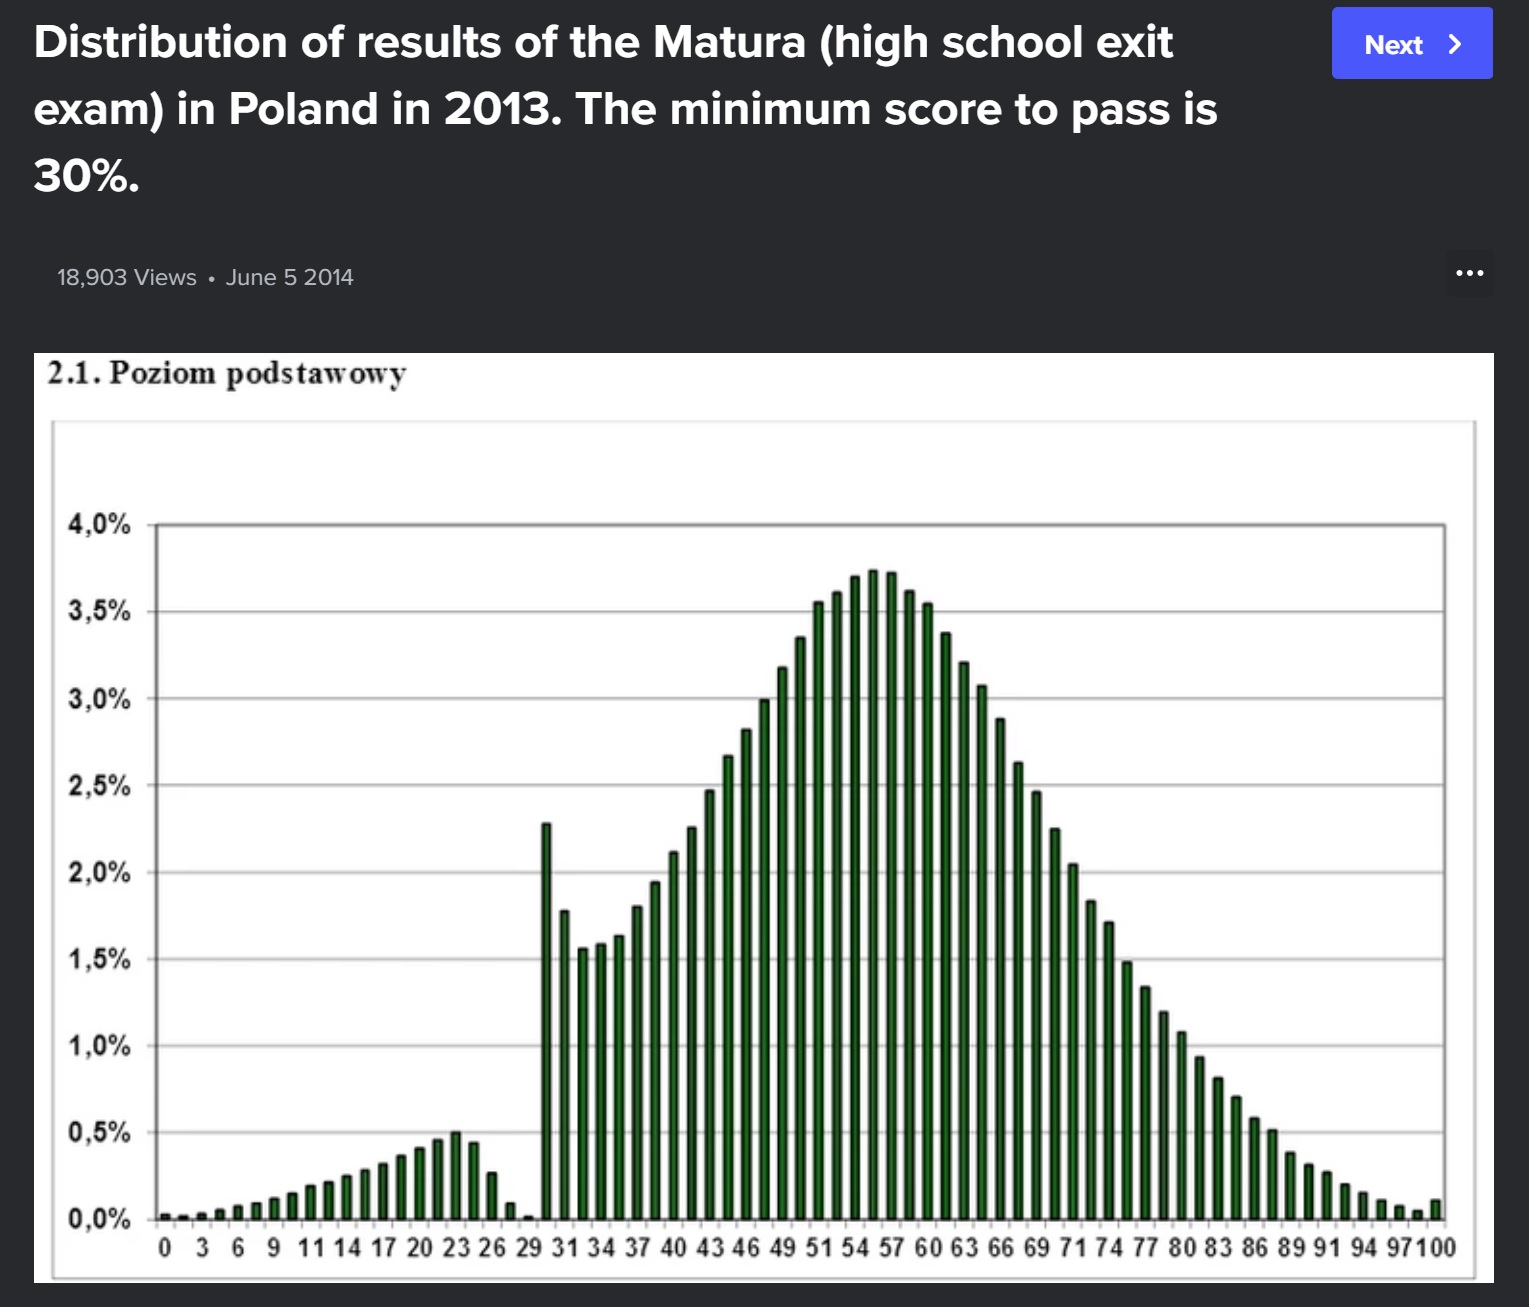 Distribution of results of the Matura (high school exit
exam) in Poland in 2013. The minimum score to pass is
30%.
Next
18,903 Views • June 5 2014
2.1. Poziom podstawowy
4,0%
3,5%
3,0%
2,5%
2,0%
1,5%
1,0%
0,5%
0,0%
0 3 6 9 11 14 17 20 23 26 29 31 34 37 40 43 46 49 51 54 57 60 63 66 69 71 74 77 80 83 86 89 91 94 97 100